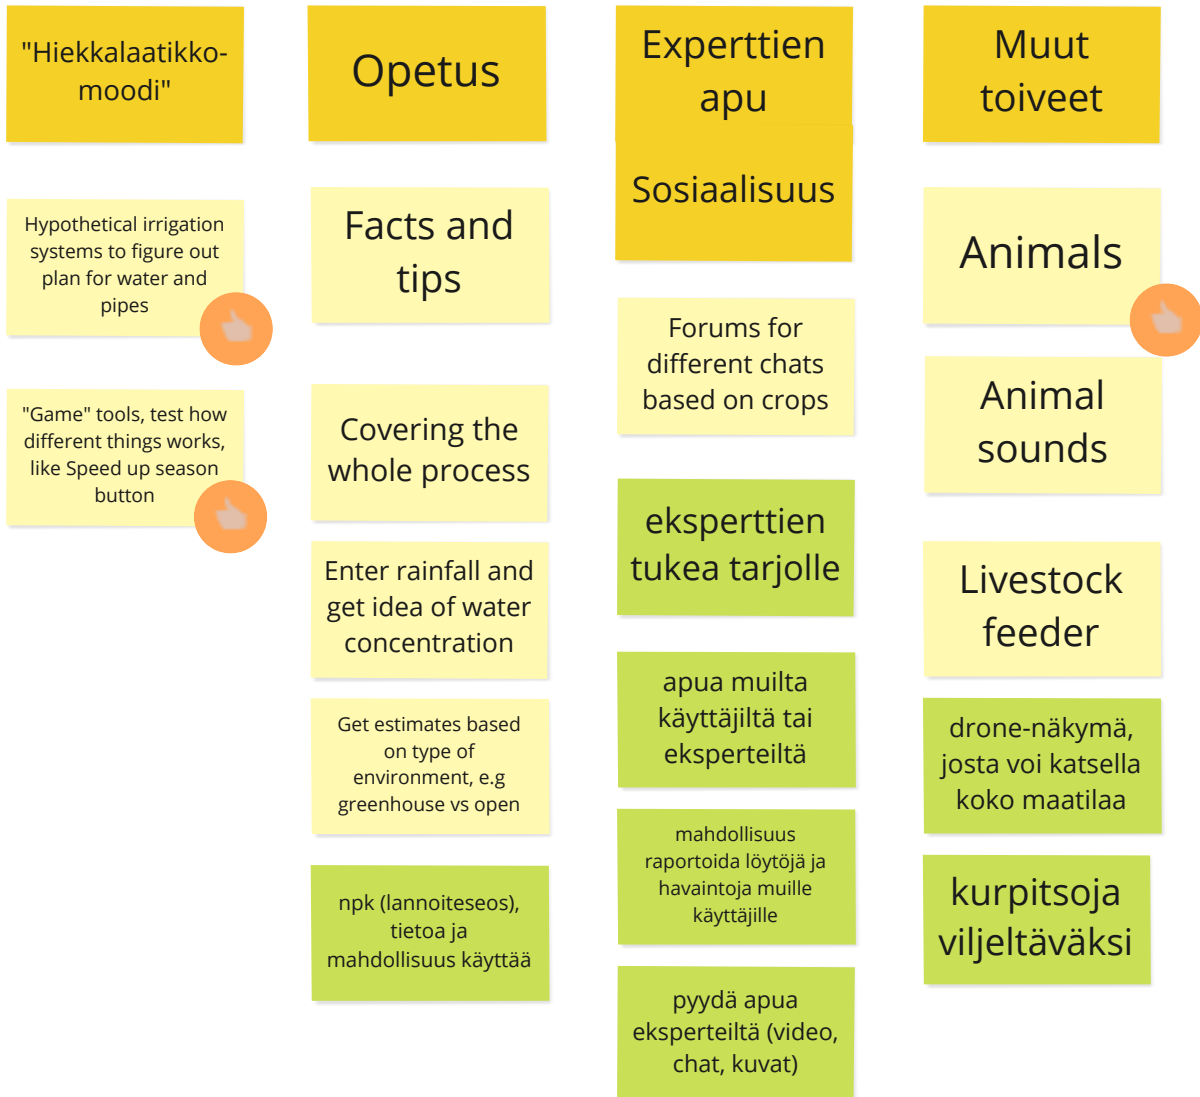 "Hiekkalaatikko-
moodi"
Hypothetical irrigation
systems to figure out
plan for water and
pipes
"Game" tools, test how
different things works,
like Speed up season
button
Opetus
Facts and
tips
Covering the
whole process
Enter rainfall and
get idea of water
concentration
Get estimates based
on type of
environment, e.g
greenhouse vs open
npk (lannoiteseos),
tietoa ja
mahdollisuus käyttää
Experttien
apu
Sosiaalisuus
Forums for
different chats
based on crops
eksperttien
tukea tarjolle
apua muilta
käyttäjiltä tai
eksperteiltä
mahdollisuus
raportoida löytöjä ja
havaintoja muille
käyttäjille
pyydä apua
eksperteiltä (video,
chat, kuvat)
Muut
toiveet
Animals
Animal
sounds
Livestock
feeder
drone-näkymä,
josta voi katsella
koko maatilaa
kurpitsoja
viljeltäväksi